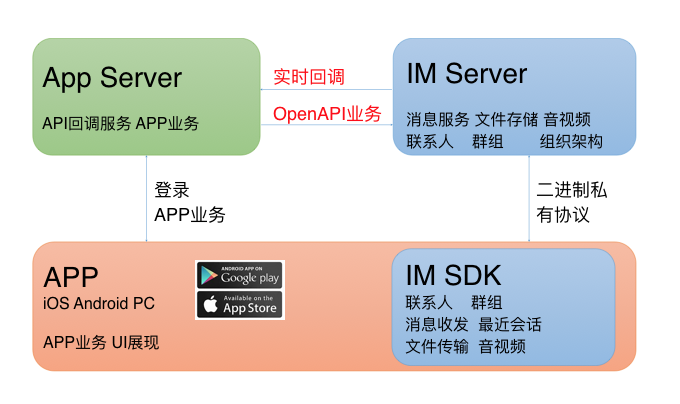 App Server
API回调服务 APP业务
实时回调
OpenAPI业务
IM Server
消息服务 文件存储 音视频
联系人 群组 组织架构
登录
APP业务
二进制私
有协议
APP
iOS Android PC
APP业务 UI展现
ANDROID APP ON
Google play
Available on the
App Store
IM SDK
联系人 群组
消息收发 最近会话
文件传输 音视频